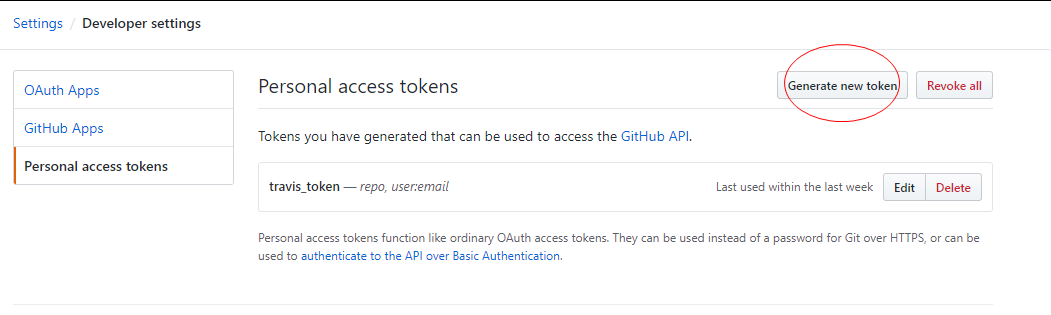 Settings / Developer settings
OAuth Apps
GitHub Apps
Personal access tokens
Personal access tokens
Generate new token
Revoke all
Tokens you have generated that can be used to access the GitHub API.
travis_token — repo, user:email
Last used within the last week
Edit
Delete
Personal access tokens function like ordinary OAuth access tokens. They can be used instead of a password for Git over HTTPS, or can be
used to authenticate to the API over Basic Authentication.